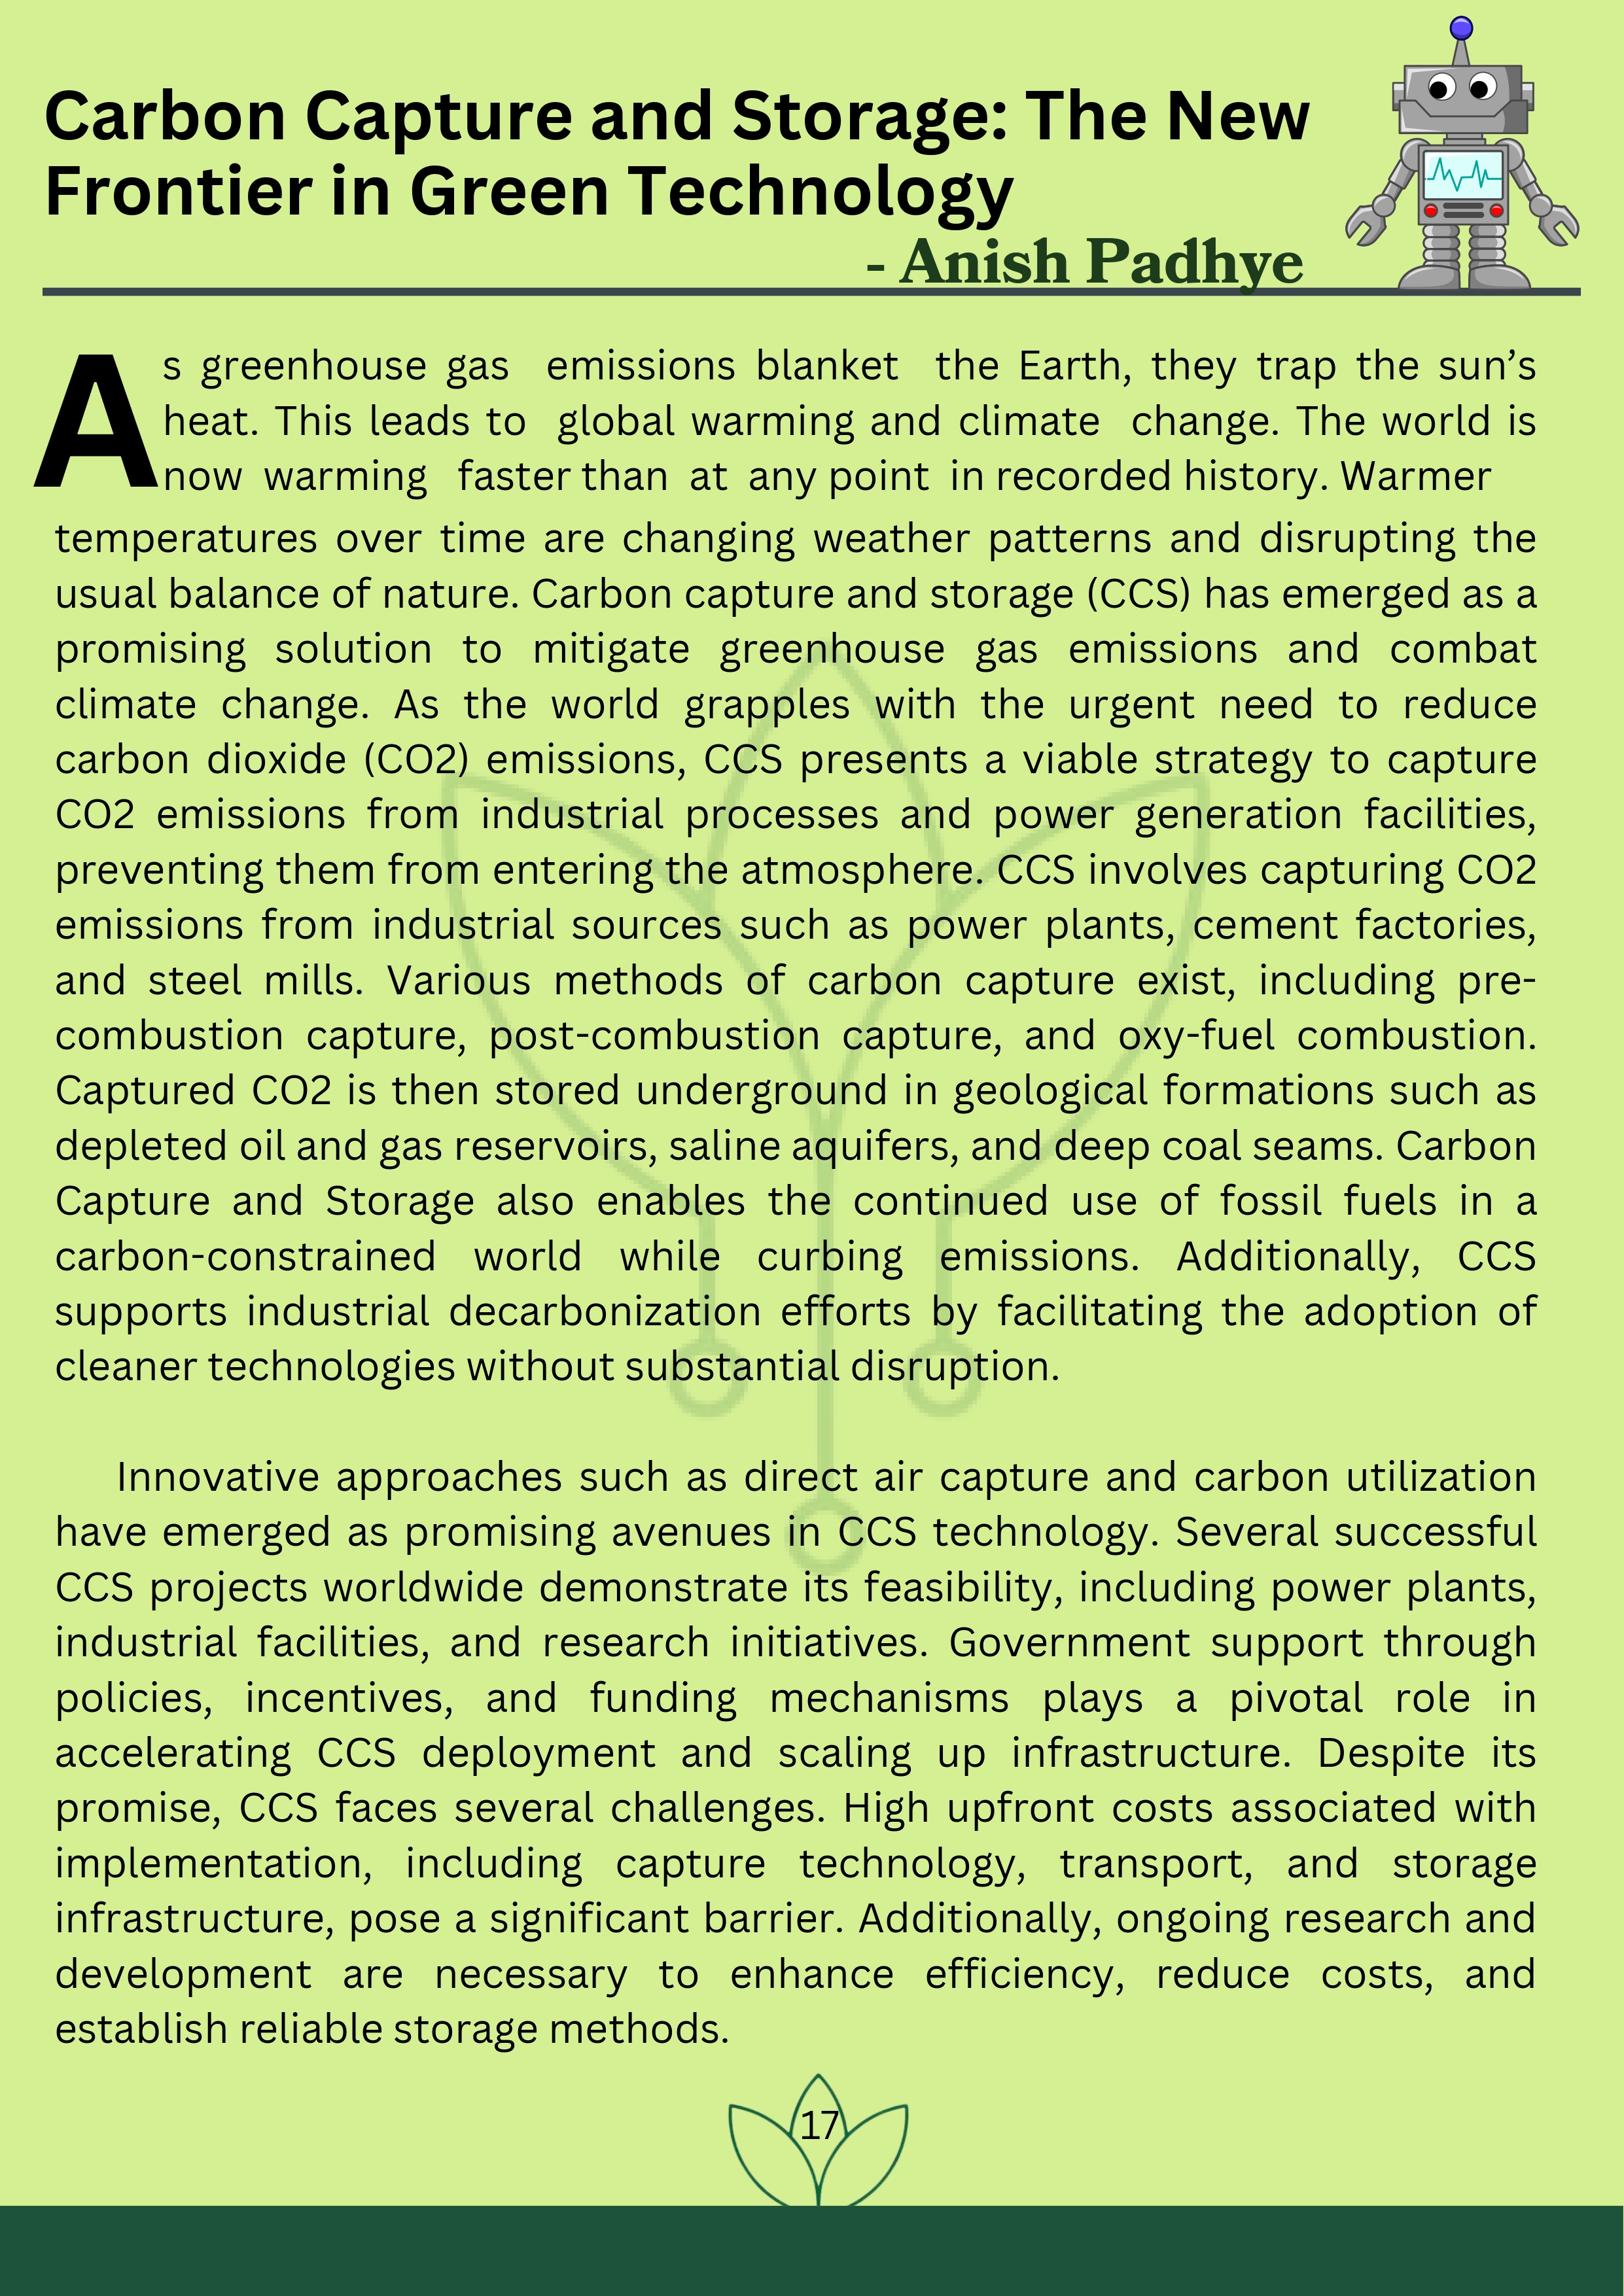 Carbon Capture and Storage: The New
Frontier in Green Technology
- Anish Padhye
As greenhouse gas emissions blanket the Earth, they trap the sun’s
heat. This leads to global warming and climate change. The world is
now warming faster than at any point in recorded history. Warmer
temperatures over time are changing weather patterns and disrupting the
usual balance of nature. Carbon capture and storage (CCS) has emerged as a
promising solution to mitigate greenhouse gas emissions and combat
climate change. As the world grapples with the urgent need to reduce
carbon dioxide (CO2) emissions, CCS presents a viable strategy to capture
CO2 emissions from industrial processes and power generation facilities,
preventing them from entering the atmosphere. CCS involves capturing CO2
emissions from industrial sources such as power plants, cement factories,
and steel mills. Various methods of carbon capture exist, including pre-
combustion capture, post-combustion capture, and oxy-fuel combustion.
Captured CO2 is then stored underground in geological formations such as
depleted oil and gas reservoirs, saline aquifers, and deep coal seams. Carbon
Capture and Storage also enables the continued use of fossil fuels in a
carbon-constrained world while curbing emissions. Additionally, CCS
supports industrial decarbonization efforts by facilitating the adoption of
cleaner technologies without substantial disruption.
Innovative approaches such as direct air capture and carbon utilization
have emerged as promising avenues in CCS technology. Several successful
CCS projects worldwide demonstrate its feasibility, including power plants,
industrial facilities, and research initiatives. Government support through
policies, incentives, and funding mechanisms plays a pivotal role in
accelerating CCS deployment and scaling up infrastructure. Despite its
promise, CCS faces several challenges. High upfront costs associated with
implementation, including capture technology, transport, and storage
infrastructure, pose a significant barrier. Additionally, ongoing research and
development are necessary to enhance efficiency, reduce costs, and
establish reliable storage methods.
17